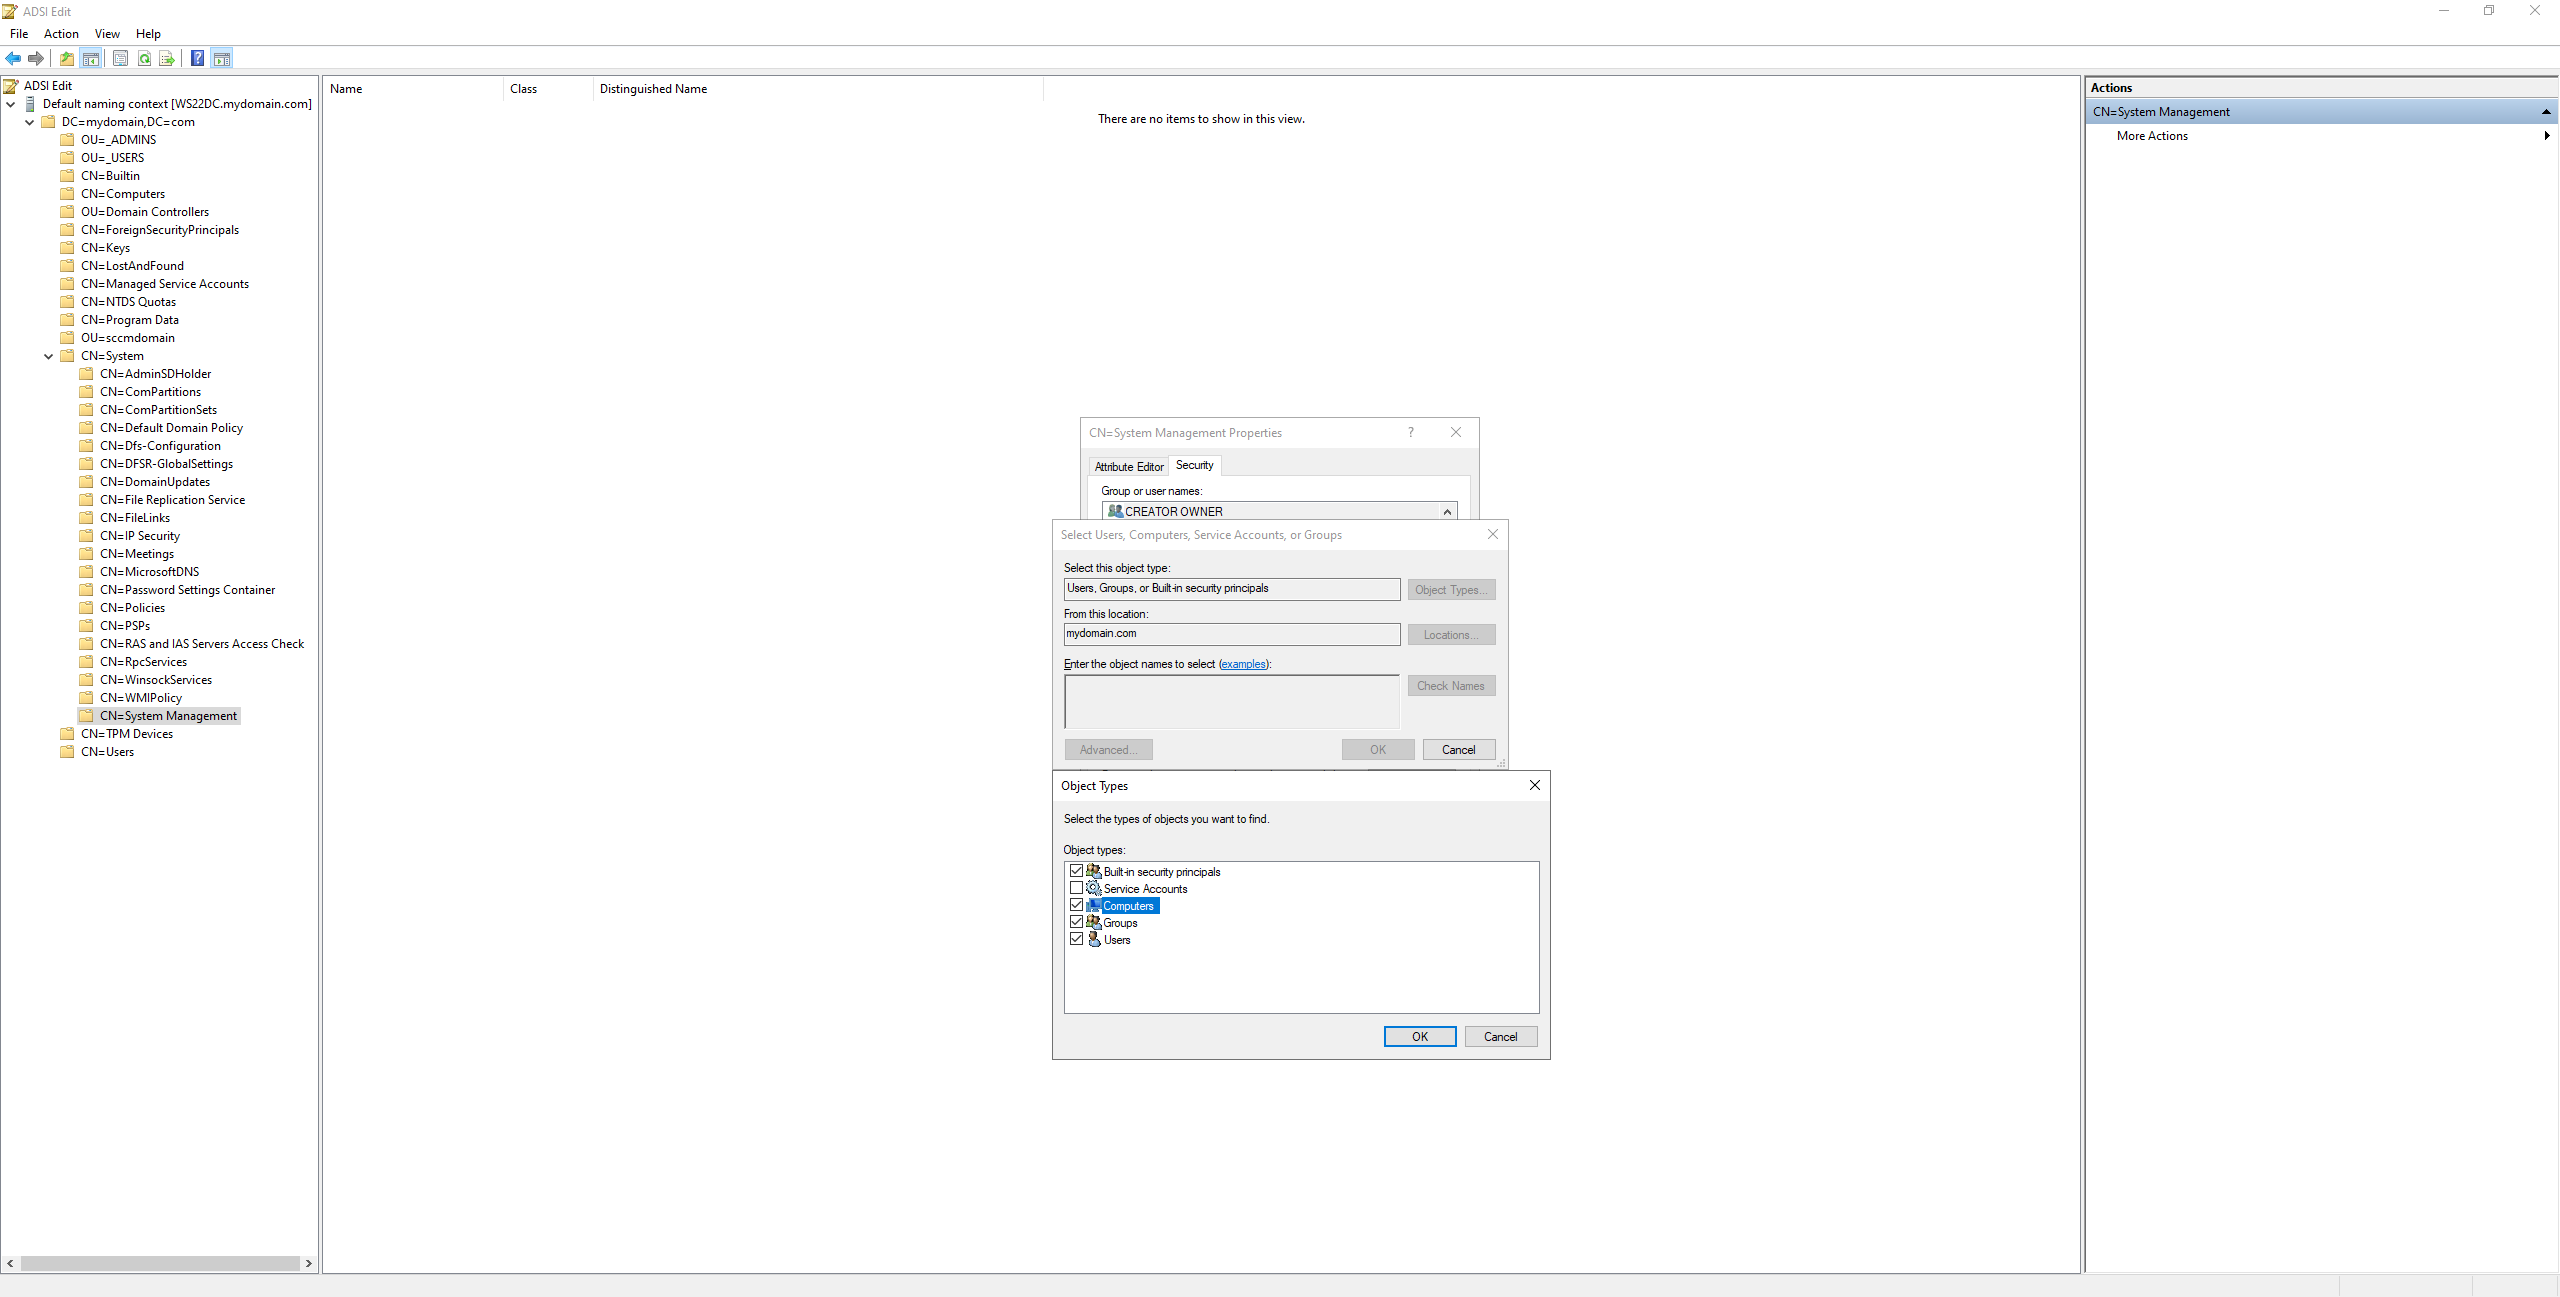 ADSI Edit
File Action View Help
ADSI Edit
Default naming context [WS22DC.mydomain.com]
DC=mydomain,DC=com
OU=_ADMINS
OU=_USERS
CN=Builtin
CN=Computers
OU=Domain Controllers
CN=ForeignSecurityPrincipals
CN=Keys
CN=LostAndFound
CN=Managed Service Accounts
CN=NTDS Quotas
CN=Program Data
OU=sccmdomain
CN=System
CN=AdminSDHolder
CN=ComPartitions
CN=ComPartitionSets
CN=Default Domain Policy
CN=Dfs-Configuration
CN=DFSR-GlobalSettings
CN=DomainUpdates
CN=File Replication Service
CN=FileLinks
CN=IP Security
CN=Meetings
CN=MicrosoftDNS
CN=Password Settings Container
CN=Policies
CN=PSPs
CN=RAS and IAS Servers Access Check
CN=RpcServices
CN=WinsockServices
CN=WMIPolicy
CN=System Management
CN=TPM Devices
CN=Users
Name Class Distinguished Name
There are no items to show in this view.
CN=System Management Properties
Attribute Editor Security
Group or user names:
CREATOR OWNER
Select Users, Computers, Service Accounts, or Groups
Select this object type:
Users, Groups, or Built-in security principals Object Types...
From this location:
mydomain.com Locations...
Enter the object names to select (examples):
Check Names
Advanced... OK Cancel
Object Types
Select the types of objects you want to find.
Object types:
Built-in security principals
Service Accounts
Computers
Groups
Users
OK Cancel
Actions
CN=System Management
More Actions